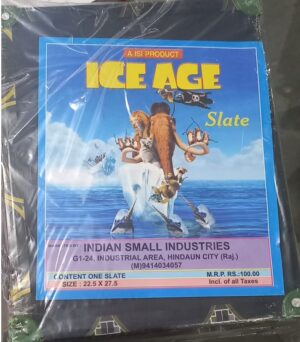 A ISI PRODUCT
ICE AGE
Slate
INDIAN SMALL INDUSTRIES
G1-24, INDUSTRIAL AREA, HINDAUN CITY (Raj.)
(M)9414034057
CONTENT ONE SLATE
SIZE : 22.5 X 27.5
M.R.P. RS.:100.00
Incl. of all Taxes